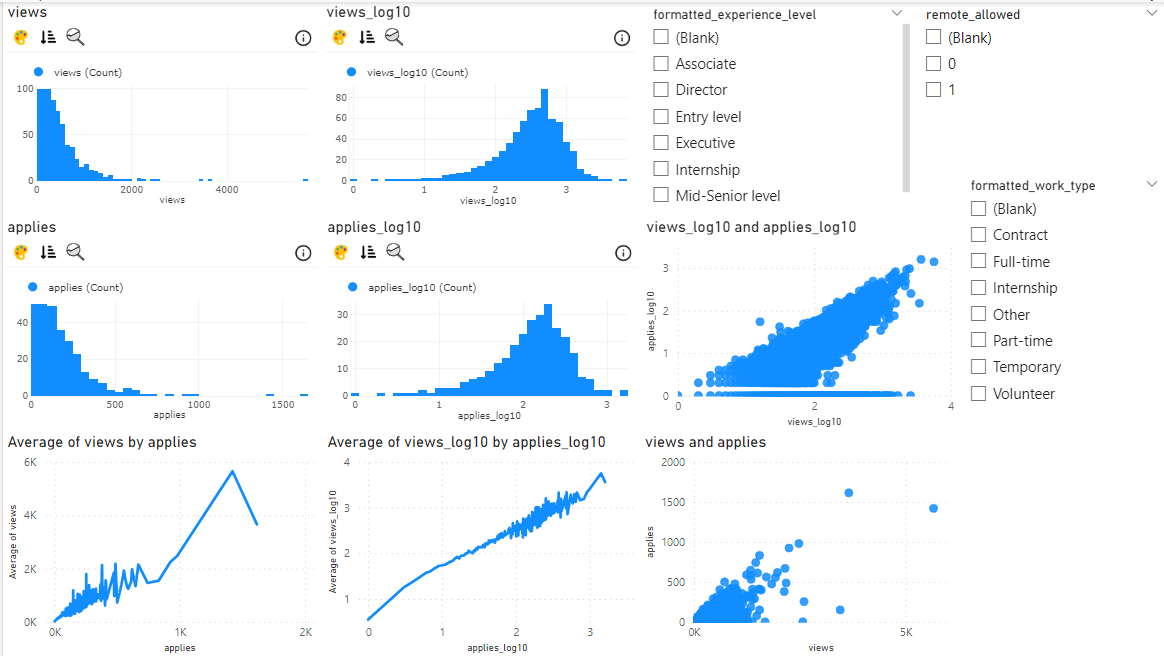 views
views (Count)
100
50
0
0
2000
4000
views
views_log10
views_log10 (Count)
80
60
40
20
0
0
1
2
3
views_log10
formatted_experience_level
(Blank)
Associate
Director
Entry level
Executive
Internship
Mid-Senior level
remote_allowed
(Blank)
0
1
applies
applies (Count)
40
20
0
0
500
1000
1500
applies
applies_log10
applies_log10 (Count)
30
20
10
0
0
1
2
3
applies_log10
views_log10 and applies_log10
applies_log10
3
2
1
0
0
2
4
views_log10
formatted_work_type
(Blank)
Contract
Full-time
Internship
Other
Part-time
Temporary
Volunteer
Average of views by applies
Average of views
6K
4K
2K
0K
0K
1K
2K
applies
Average of views_log10 by applies_log10
Average of views_log10
4
3
2
1
0
1
2
3
applies_log10
views and applies
applies
2000
1500
1000
500
0
0K
5K
views